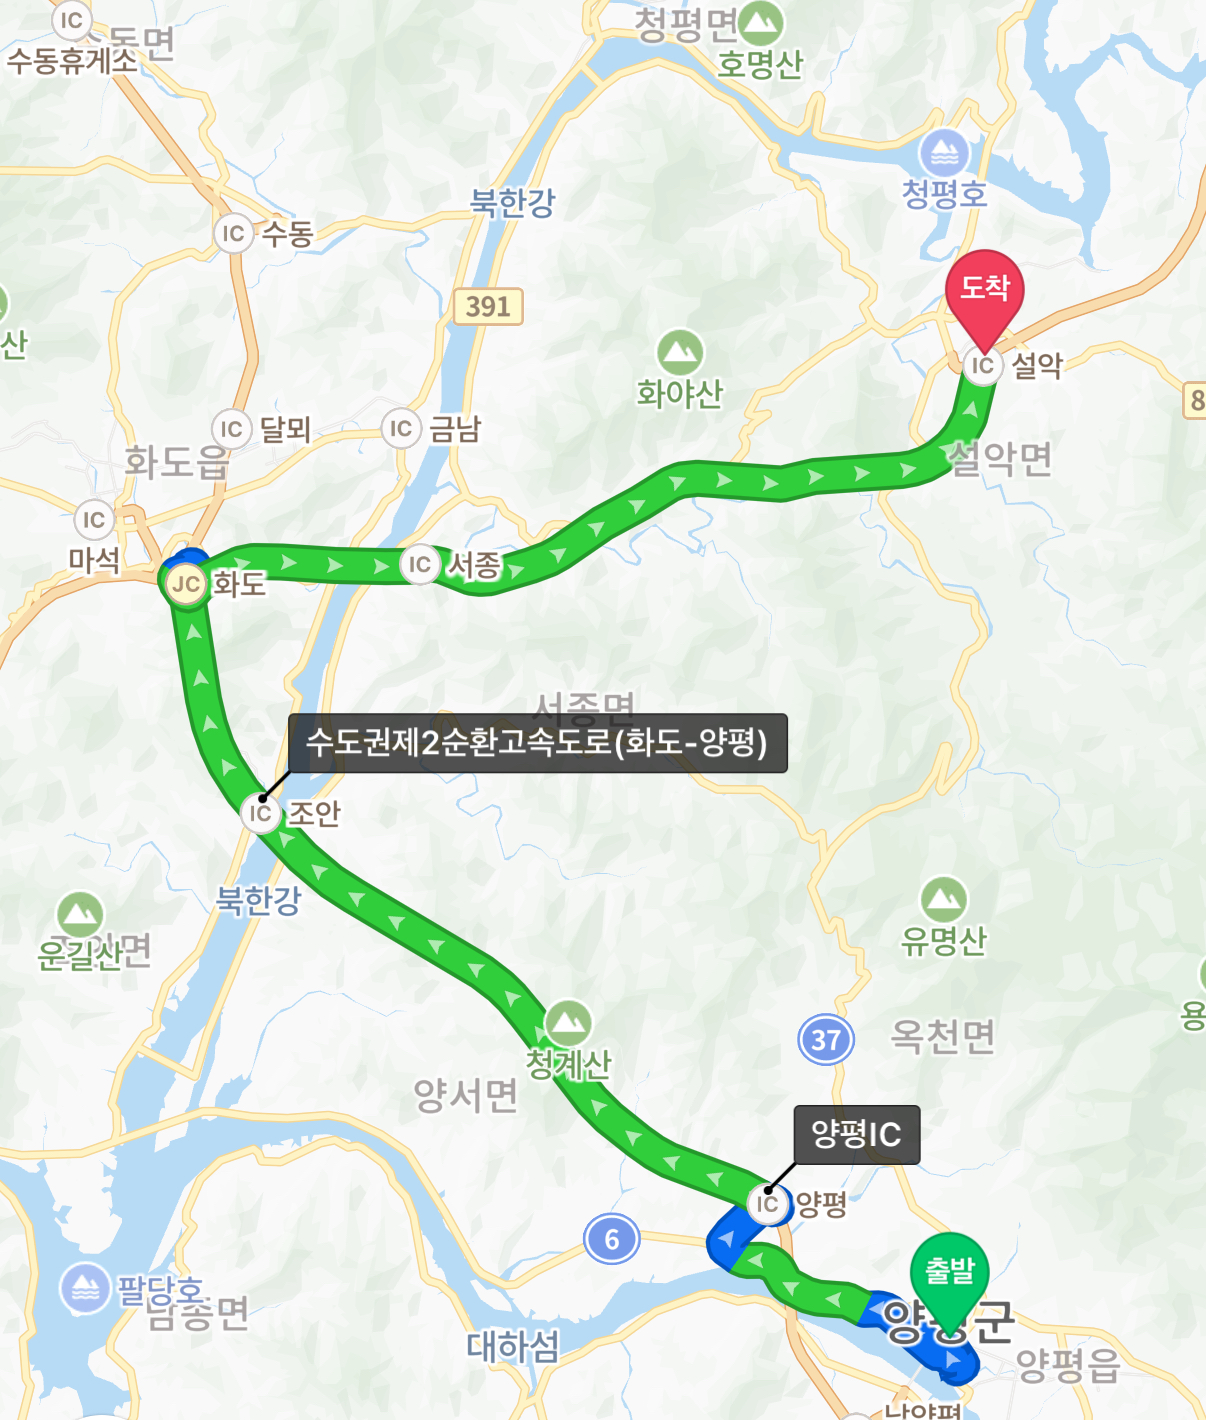 IC
수동면
수동휴게소
청평면
호명산
청평호
북한강
IC 수동
391
도착
IC 설악
산
화야산
8
IC 달뫼
IC 금남
화도읍
설악면
IC
마석
JC 화도
IC 서종
서종면
수도권제2순환고속도로(화도-양평)
IC 조안
북한강
운길산
면
유명산
용
37
옥천면
청계산
양서면
양평IC
IC 양평
6
출발
팔당호
남종면
양평군
대하섬
양평읍
남양평